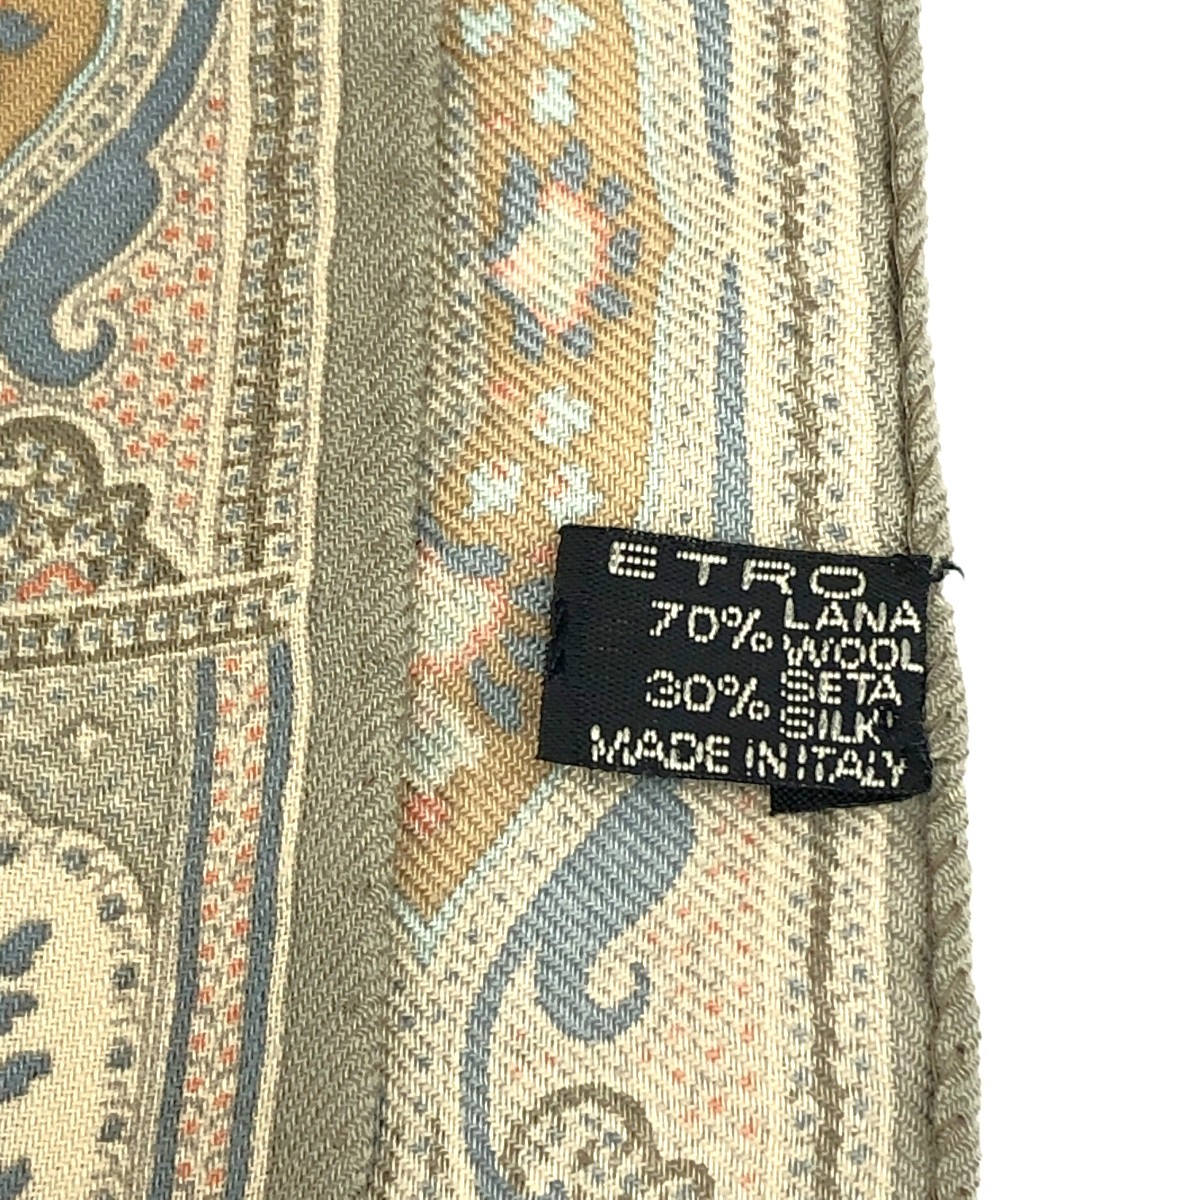 ETRO
70% LANA
WOOL
30% SETA
SILK
MADE IN ITALY